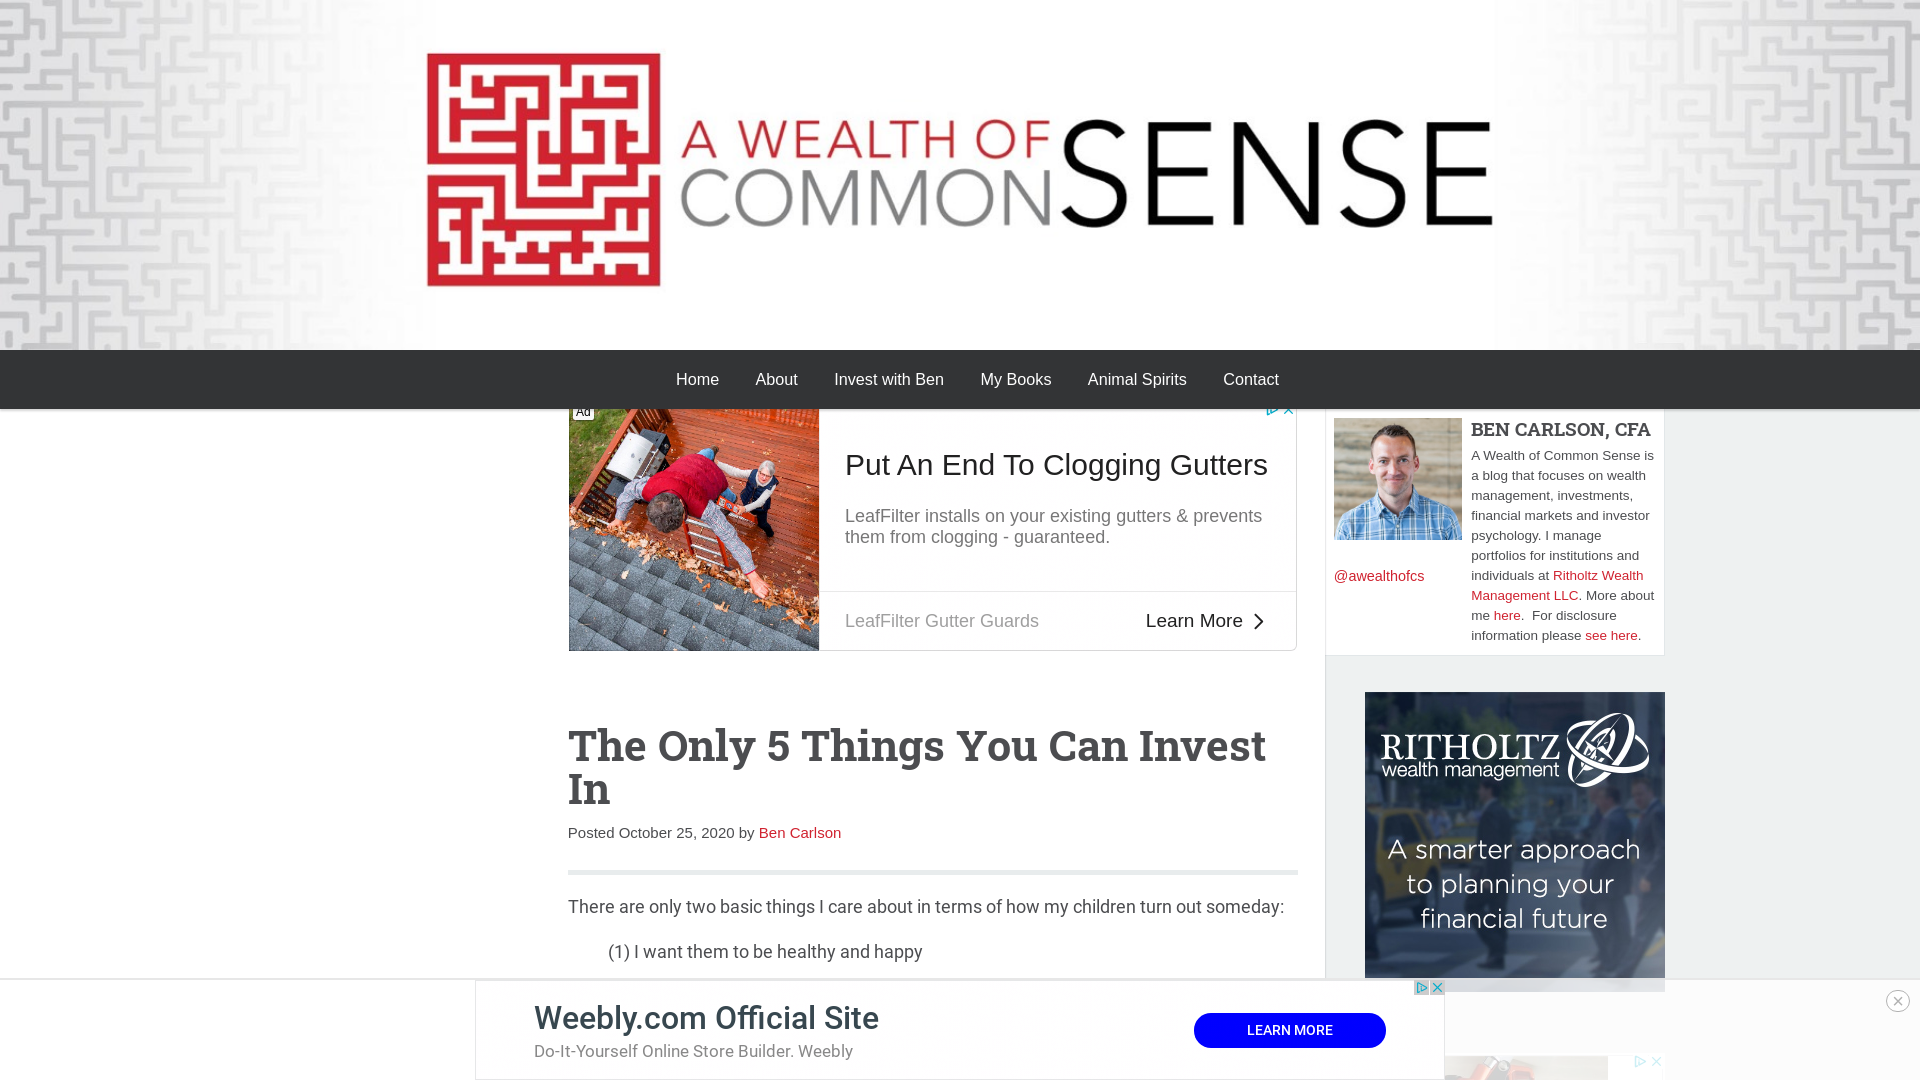 A WEALTH OF
COMMON SENSE
Home About Invest with Ben My Books Animal Spirits Contact
Ad
Put An End To Clogging Gutters
LeafFilter installs on your existing gutters & prevents
them from clogging - guaranteed.
LeafFilter Gutter Guards
Learn More
The Only 5 Things You Can Invest
In
Posted October 25, 2020 by Ben Carlson
There are only two basic things I care about in terms of how my children turn out someday:
(1) I want them to be healthy and happy
BEN CARLSON, CFA
A Wealth of Common Sense is
a blog that focuses on wealth
management, investments,
financial markets and investor
psychology. I manage
portfolios for institutions and
individuals at Ritholtz Wealth
Management LLC. More about
me here.  For disclosure
information please see here.
@awealthofcs
RITHOLTZ
wealth management
A smarter approach
to planning your
financial future
Weebly.com Official Site
Do-It-Yourself Online Store Builder. Weebly
LEARN MORE